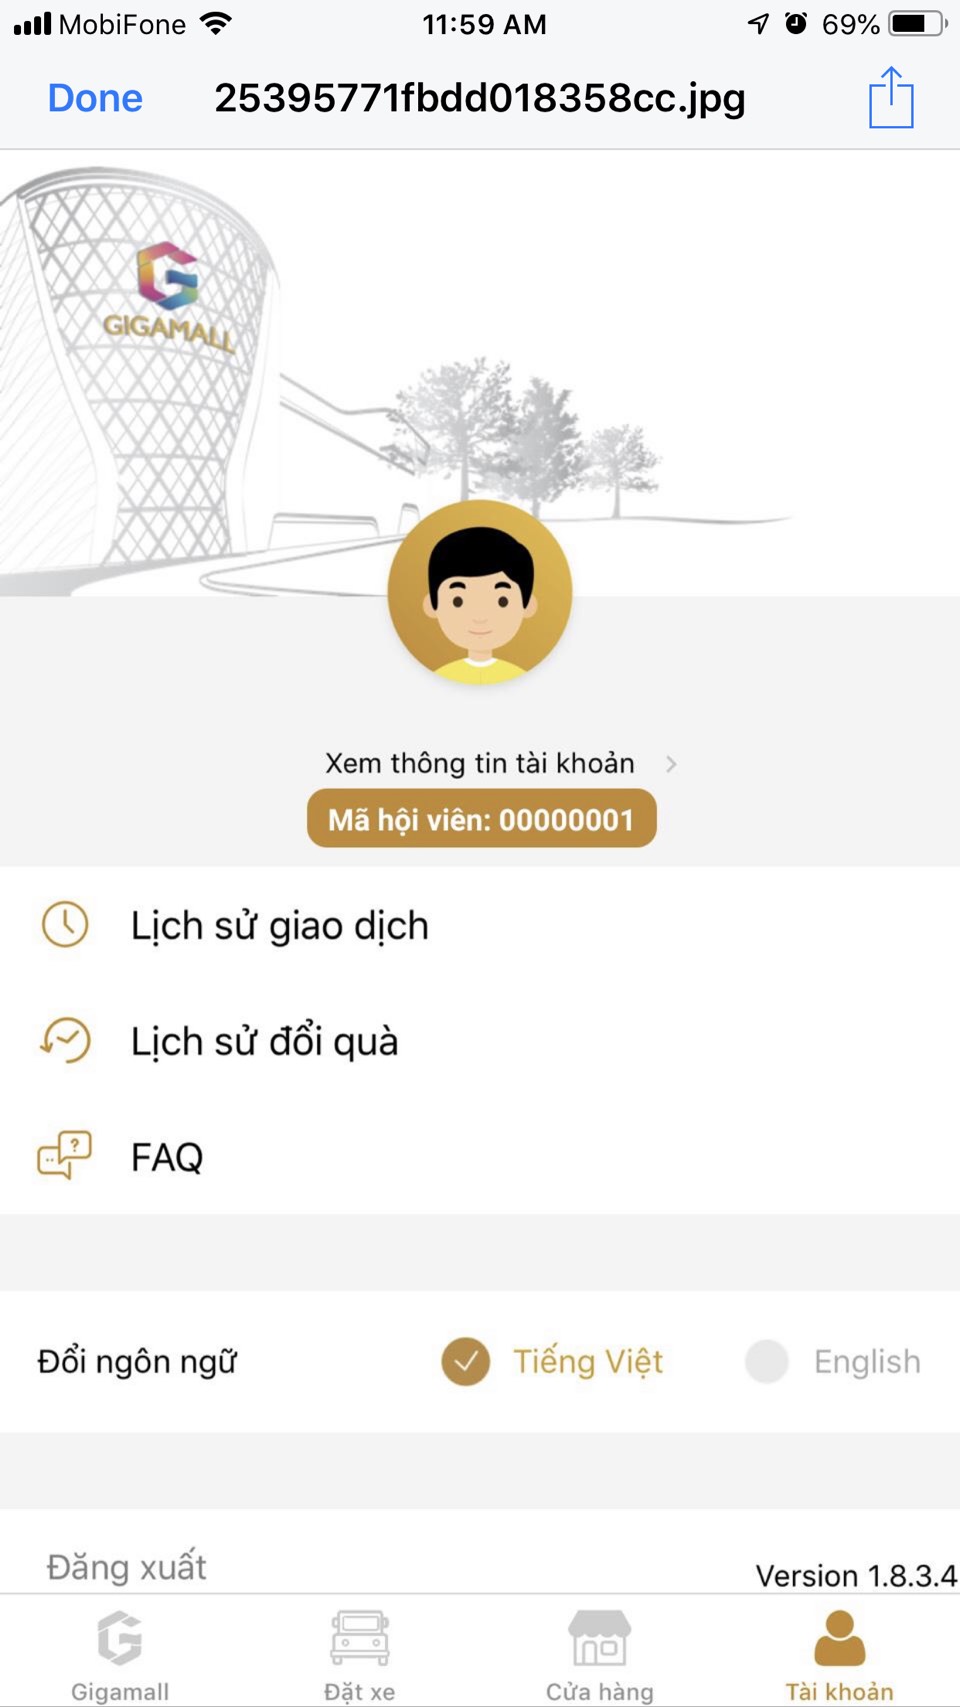 MobiFone 11:59 AM 69%
Done 25395771fbdd018358cc.jpg
GIGAMALL
Xem thông tin tài khoản
Mã hội viên: 00000001
Lịch sử giao dịch
Lịch sử đổi quà
FAQ
Đổi ngôn ngữ Tiếng Việt English
Đăng xuất Version 1.8.3.4
Gigamall Đặt xe Cửa hàng Tài khoản